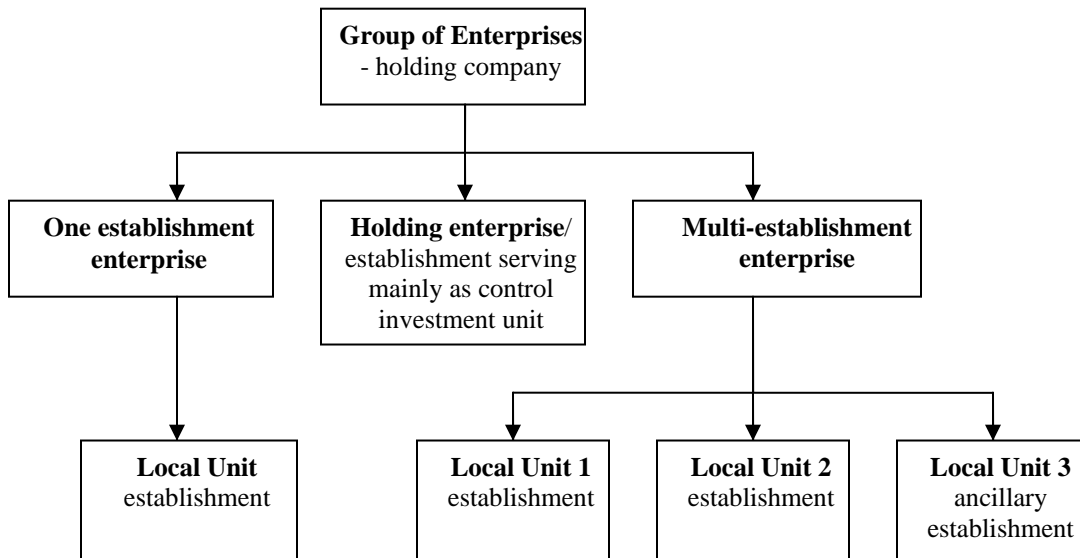 Group of Enterprises
- holding company
One establishment
enterprise
Holding enterprise/
establishment serving
mainly as control
investment unit
Multi-establishment
enterprise
Local Unit
establishment
Local Unit 1
establishment
Local Unit 2
establishment
Local Unit 3
ancillary
establishment